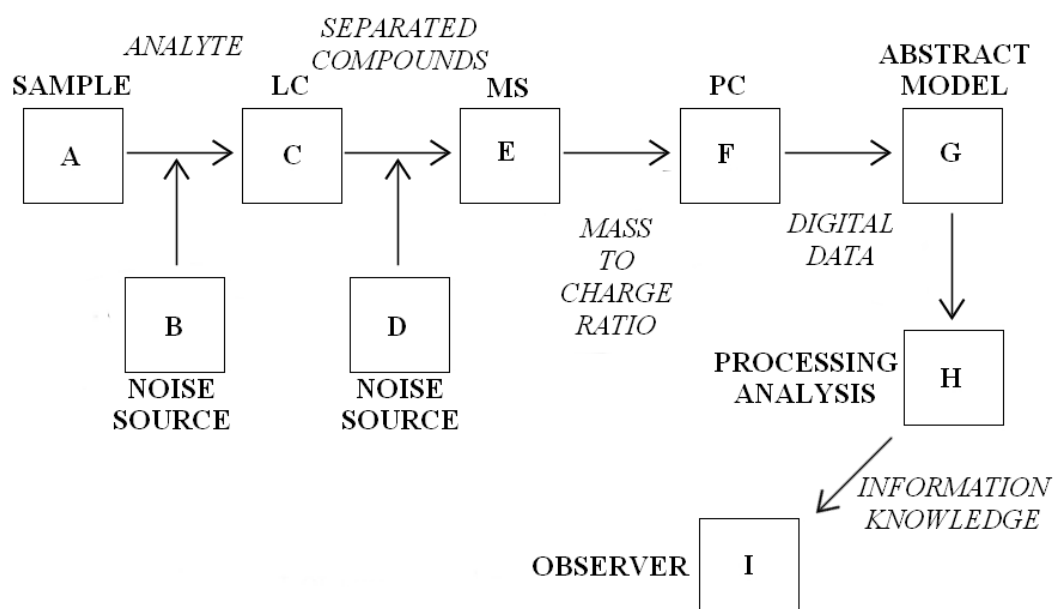 ANALYTE
SEPARATED
COMPOUNDS
SAMPLE
LC
MS
PC
ABSTRACT
MODEL
A
C
E
F
G
MASS
TO
CHARGE
RATIO
DIGITAL
DATA
B
D
NOISE
SOURCE
NOISE
SOURCE
PROCESSING
ANALYSIS
H
INFORMATION
KNOWLEDGE
OBSERVER
I